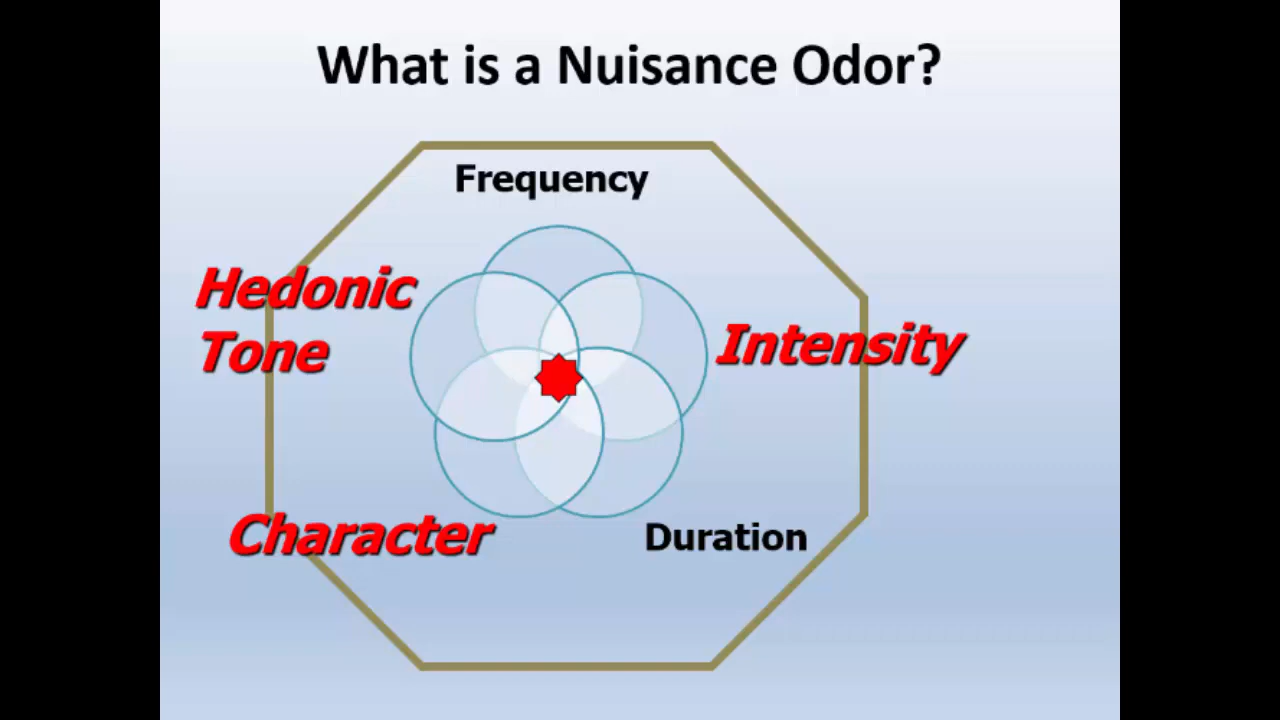 What is a Nuisance Odor?
Frequency
Hedonic
Tone
Intensity
Character
Duration